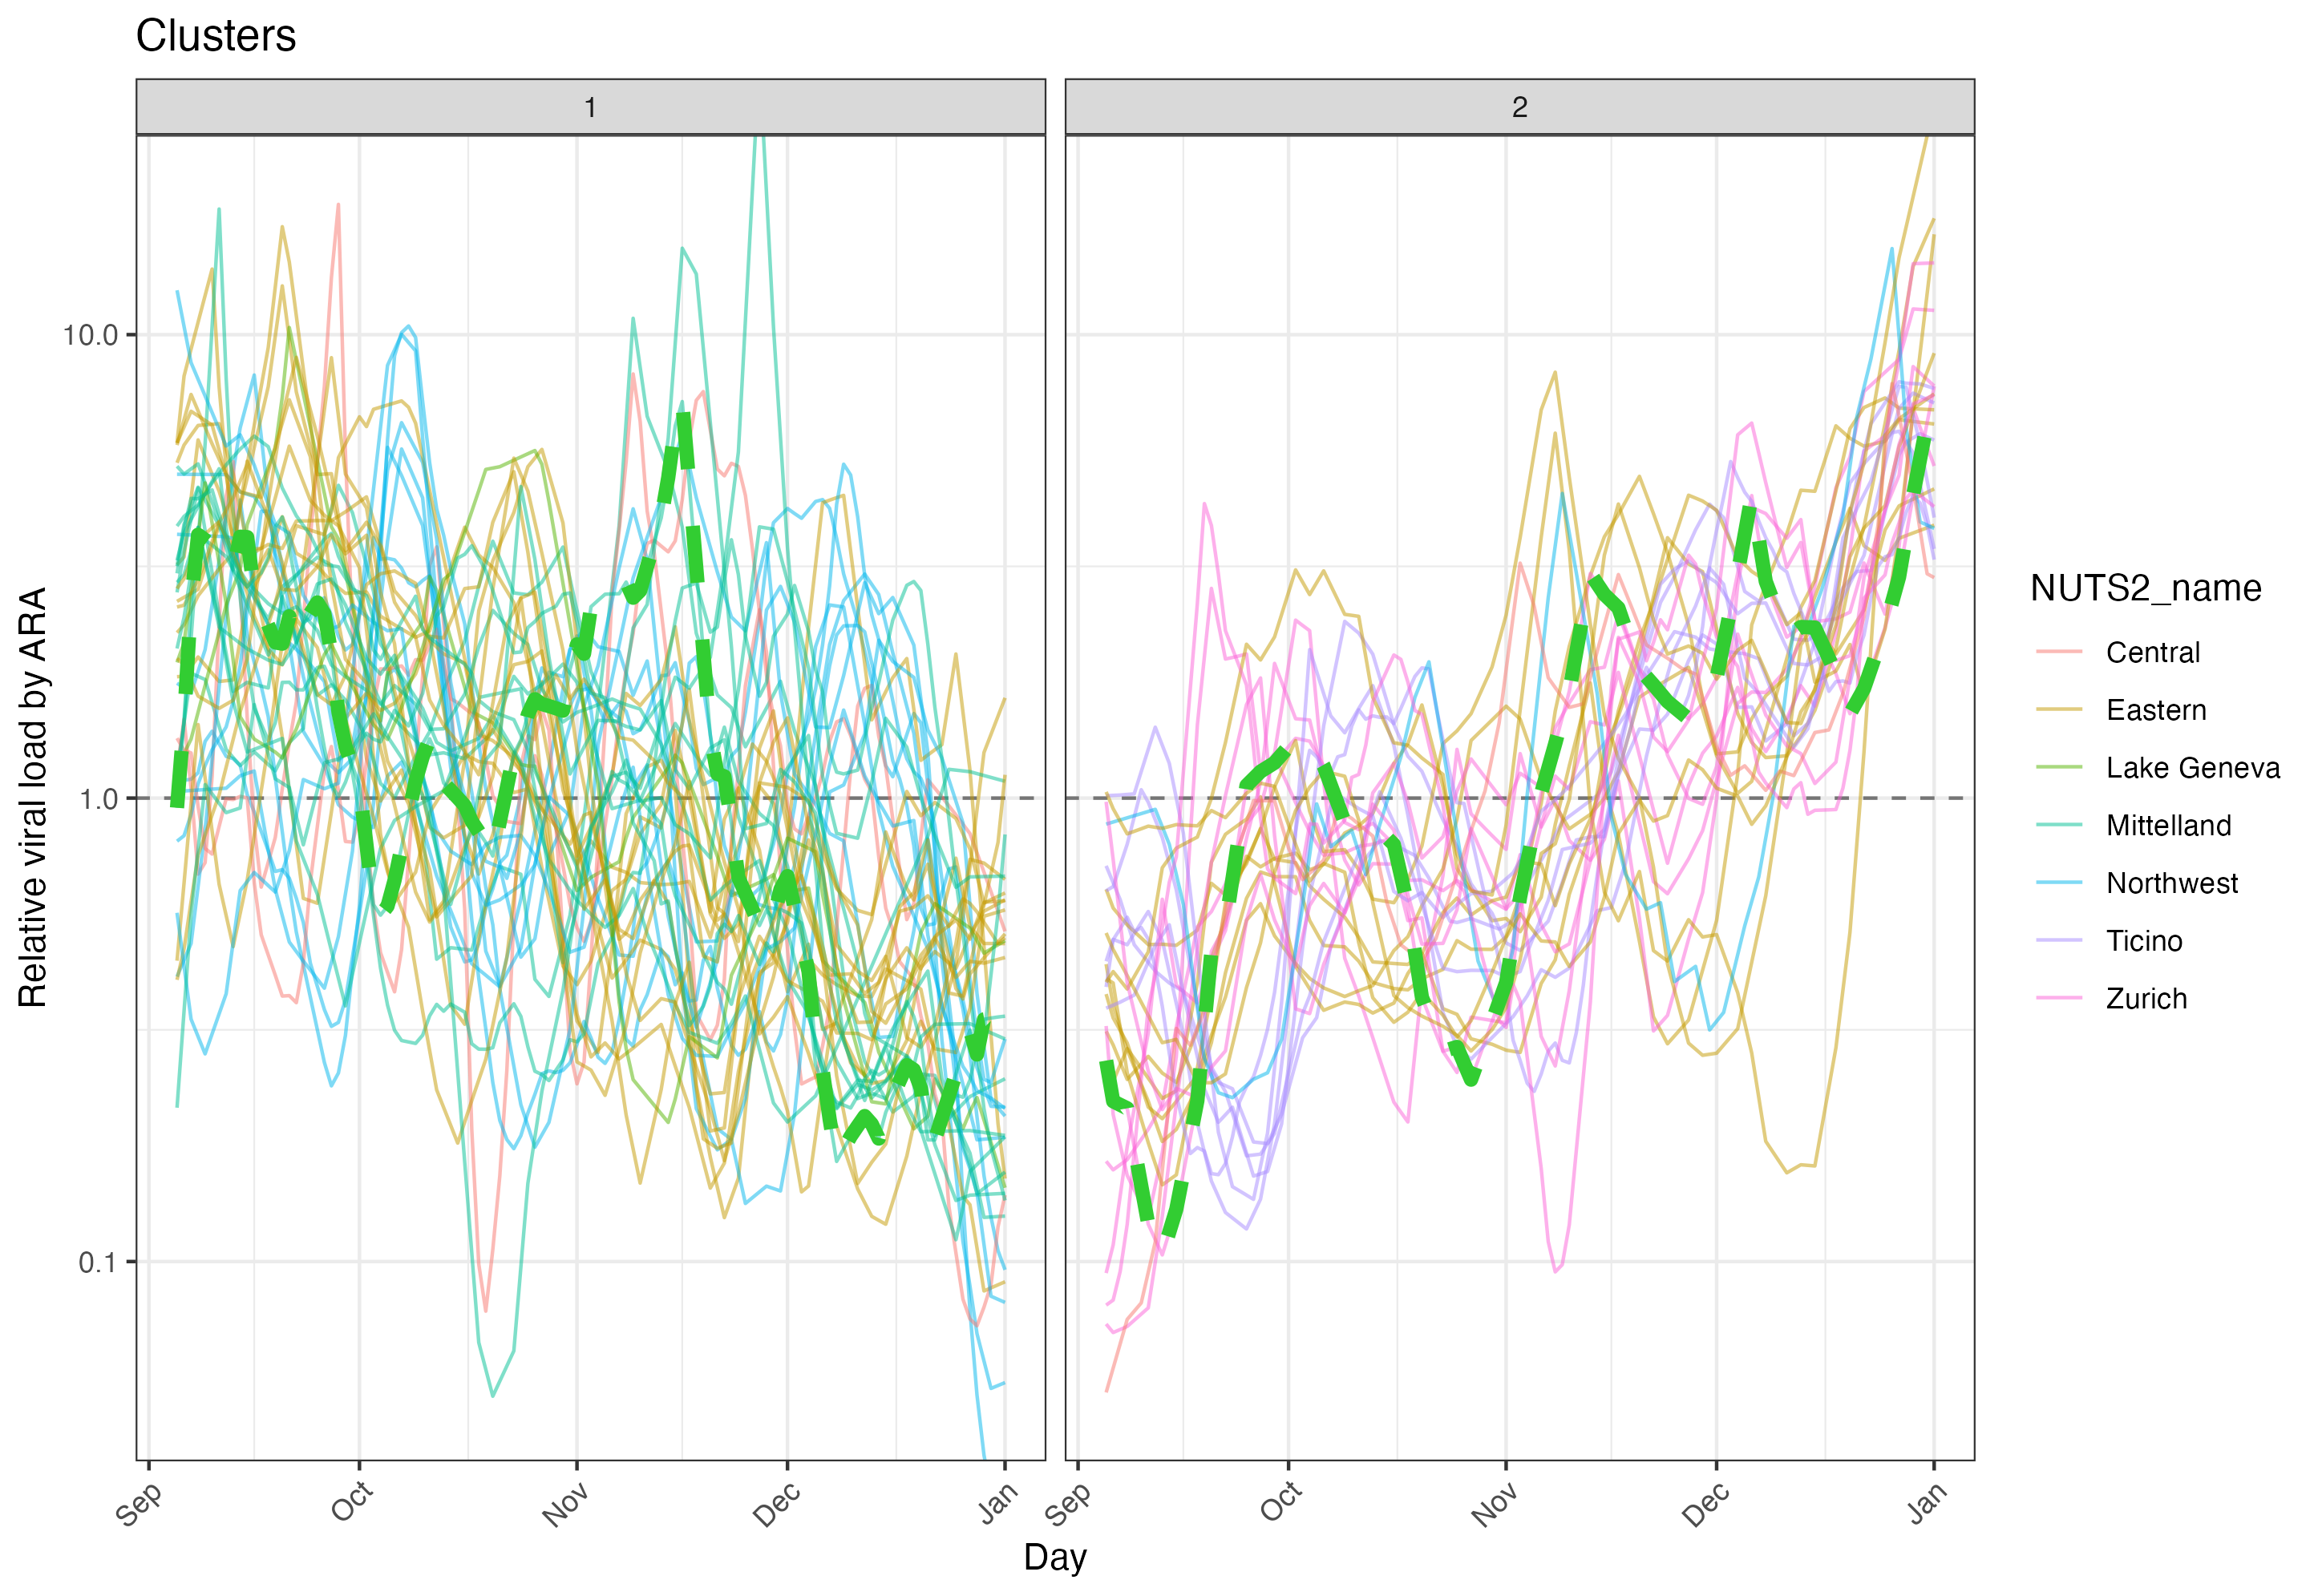 Clusters
1
2
Relative viral load by ARA
10.0
1.0
0.1
Sep
Oct
Nov
Dec
Jan
Sep
Oct
Nov
Dec
Jan
Day
NUTS2_name
Central
Eastern
Lake Geneva
Mittelland
Northwest
Ticino
Zurich